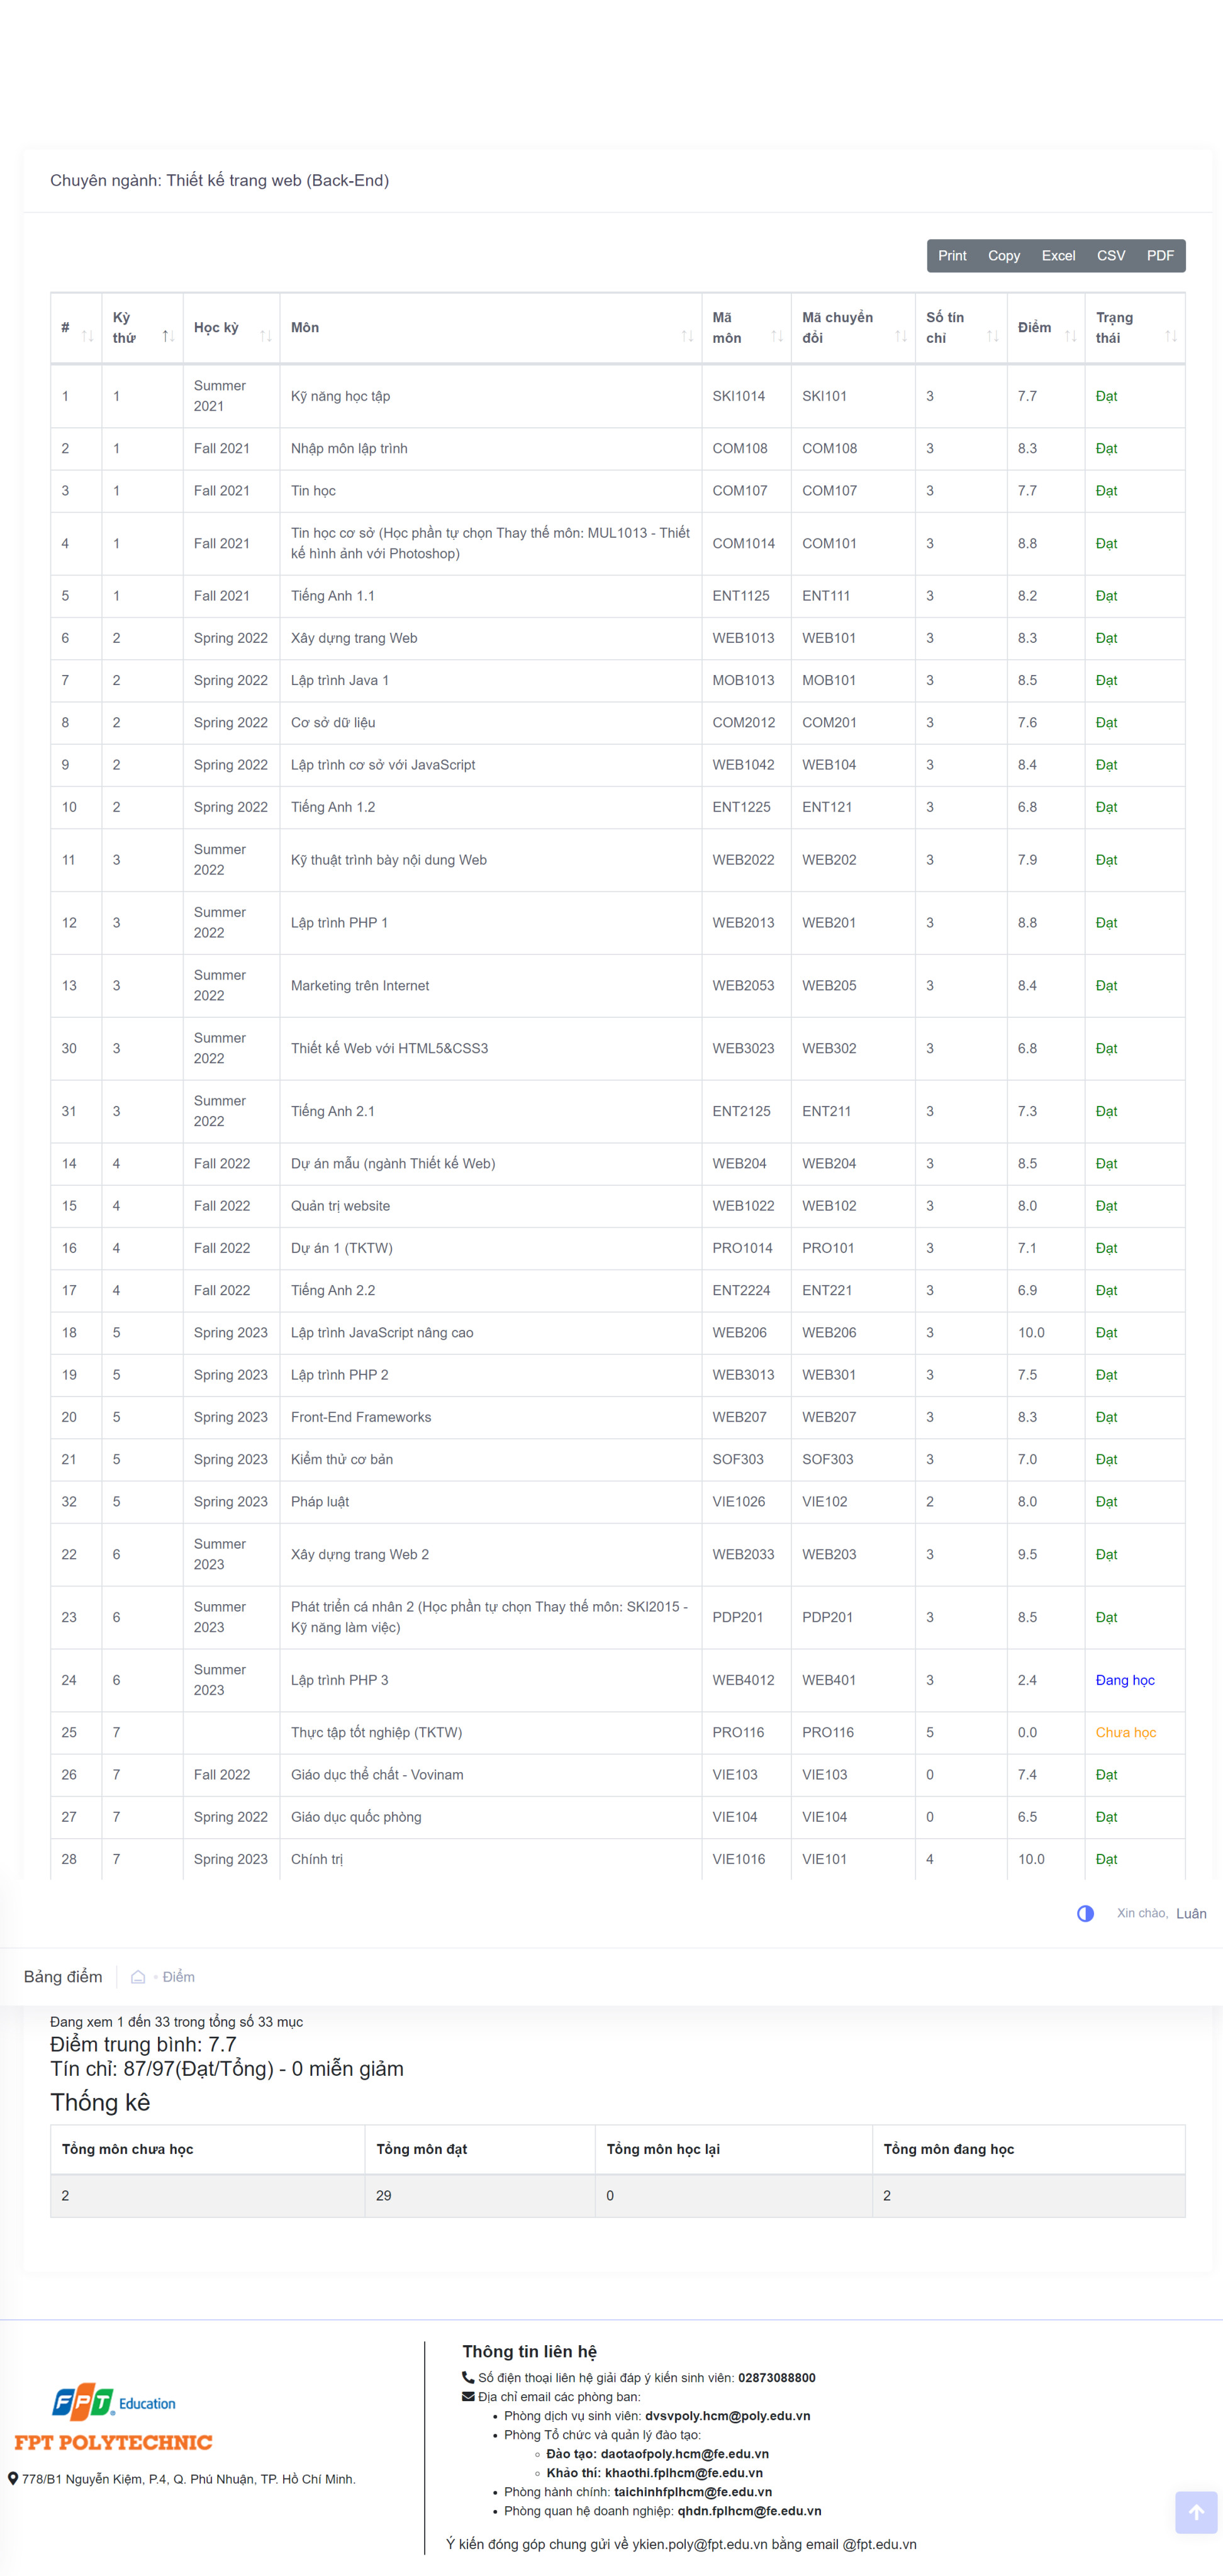 Chuyên ngành: Thiết kế trang web (Back-End)
Print Copy Excel CSV PDF
# Kỳ thứ Học kỳ Môn Mã môn Mã chuyển đổi Số tín chỉ Điểm Trạng thái
1 1 Summer 2021 Kỹ năng học tập SKI1014 SKI101 3 7.7 Đạt
2 1 Fall 2021 Nhập môn lập trình COM108 COM108 3 8.3 Đạt
3 1 Fall 2021 Tin học COM107 COM107 3 7.7 Đạt
4 1 Fall 2021 Tin học cơ sở (Học phần tự chọn Thay thế môn: MUL1013 - Thiết kế hình ảnh với Photoshop) COM1014 COM101 3 8.8 Đạt
5 1 Fall 2021 Tiếng Anh 1.1 ENT1125 ENT111 3 8.2 Đạt
6 2 Spring 2022 Xây dựng trang Web WEB1013 WEB101 3 8.3 Đạt
7 2 Spring 2022 Lập trình Java 1 MOB1013 MOB101 3 8.5 Đạt
8 2 Spring 2022 Cơ sở dữ liệu COM2012 COM201 3 7.6 Đạt
9 2 Spring 2022 Lập trình cơ sở với JavaScript WEB1042 WEB104 3 8.4 Đạt
10 2 Spring 2022 Tiếng Anh 1.2 ENT1225 ENT121 3 6.8 Đạt
11 3 Summer 2022 Kỹ thuật trình bày nội dung Web WEB2022 WEB202 3 7.9 Đạt
12 3 Summer 2022 Lập trình PHP 1 WEB2013 WEB201 3 8.8 Đạt
13 3 Summer 2022 Marketing trên Internet WEB2053 WEB205 3 8.4 Đạt
30 3 Summer 2022 Thiết kế Web với HTML5&CSS3 WEB3023 WEB302 3 6.8 Đạt
31 3 Summer 2022 Tiếng Anh 2.1 ENT2125 ENT211 3 7.3 Đạt
14 4 Fall 2022 Dự án mẫu (ngành Thiết kế Web) WEB204 WEB204 3 8.5 Đạt
15 4 Fall 2022 Quản trị website WEB1022 WEB102 3 8.0 Đạt
16 4 Fall 2022 Dự án 1 (TKTW) PRO1014 PRO101 3 7.1 Đạt
17 4 Fall 2022 Tiếng Anh 2.2 ENT2224 ENT221 3 6.9 Đạt
18 5 Spring 2023 Lập trình JavaScript nâng cao WEB206 WEB206 3 10.0 Đạt
19 5 Spring 2023 Lập trình PHP 2 WEB3013 WEB301 3 7.5 Đạt
20 5 Spring 2023 Front-End Frameworks WEB207 WEB207 3 8.3 Đạt
21 5 Spring 2023 Kiểm thử cơ bản SOF303 SOF303 3 7.0 Đạt
32 5 Spring 2023 Pháp luật VIE1026 VIE102 2 8.0 Đạt
22 6 Summer 2023 Xây dựng trang Web 2 WEB2033 WEB203 3 9.5 Đạt
23 6 Summer 2023 Phát triển cá nhân 2 (Học phần tự chọn Thay thế môn: SKI2015 - Kỹ năng làm việc) PDP201 PDP201 3 8.5 Đạt
24 6 Summer 2023 Lập trình PHP 3 WEB4012 WEB401 3 2.4 Đang học
25 7 Thực tập tốt nghiệp (TKTW) PRO116 PRO116 5 0.0 Chưa học
26 7 Fall 2022 Giáo dục thể chất - Vovinam VIE103 VIE103 0 7.4 Đạt
27 7 Spring 2022 Giáo dục quốc phòng VIE104 VIE104 0 6.5 Đạt
28 7 Spring 2023 Chính trị VIE1016 VIE101 4 10.0 Đạt
Xin chào, Luân
Bảng điểm Điểm
Đang xem 1 đến 33 trong tổng số 33 mục
Điểm trung bình: 7.7
Tín chỉ: 87/97(Đạt/Tổng) - 0 miễn giảm
Thống kê
Tổng môn chưa học Tổng môn đạt Tổng môn học lại Tổng môn đang học
2 29 0 2
FPT Education
FPT POLYTECHNIC
778/B1 Nguyễn Kiệm, P.4, Q. Phú Nhuận, TP. Hồ Chí Minh.
Thông tin liên hệ
Số điện thoại liên hệ giải đáp ý kiến sinh viên: 02873088800
Địa chỉ email các phòng ban:
Phòng dịch vụ sinh viên: dvsvpoly.hcm@poly.edu.vn
Phòng Tổ chức và quản lý đào tạo:
Đào tạo: daotaofpoly.hcm@fe.edu.vn
Khảo thí: khaothi.fplhcm@fe.edu.vn
Phòng hành chính: taichinhfplhcm@fe.edu.vn
Phòng quan hệ doanh nghiệp: qhdn.fplhcm@fe.edu.vn
Ý kiến đóng góp chung gửi về ykien.poly@fpt.edu.vn bằng email @fpt.edu.vn